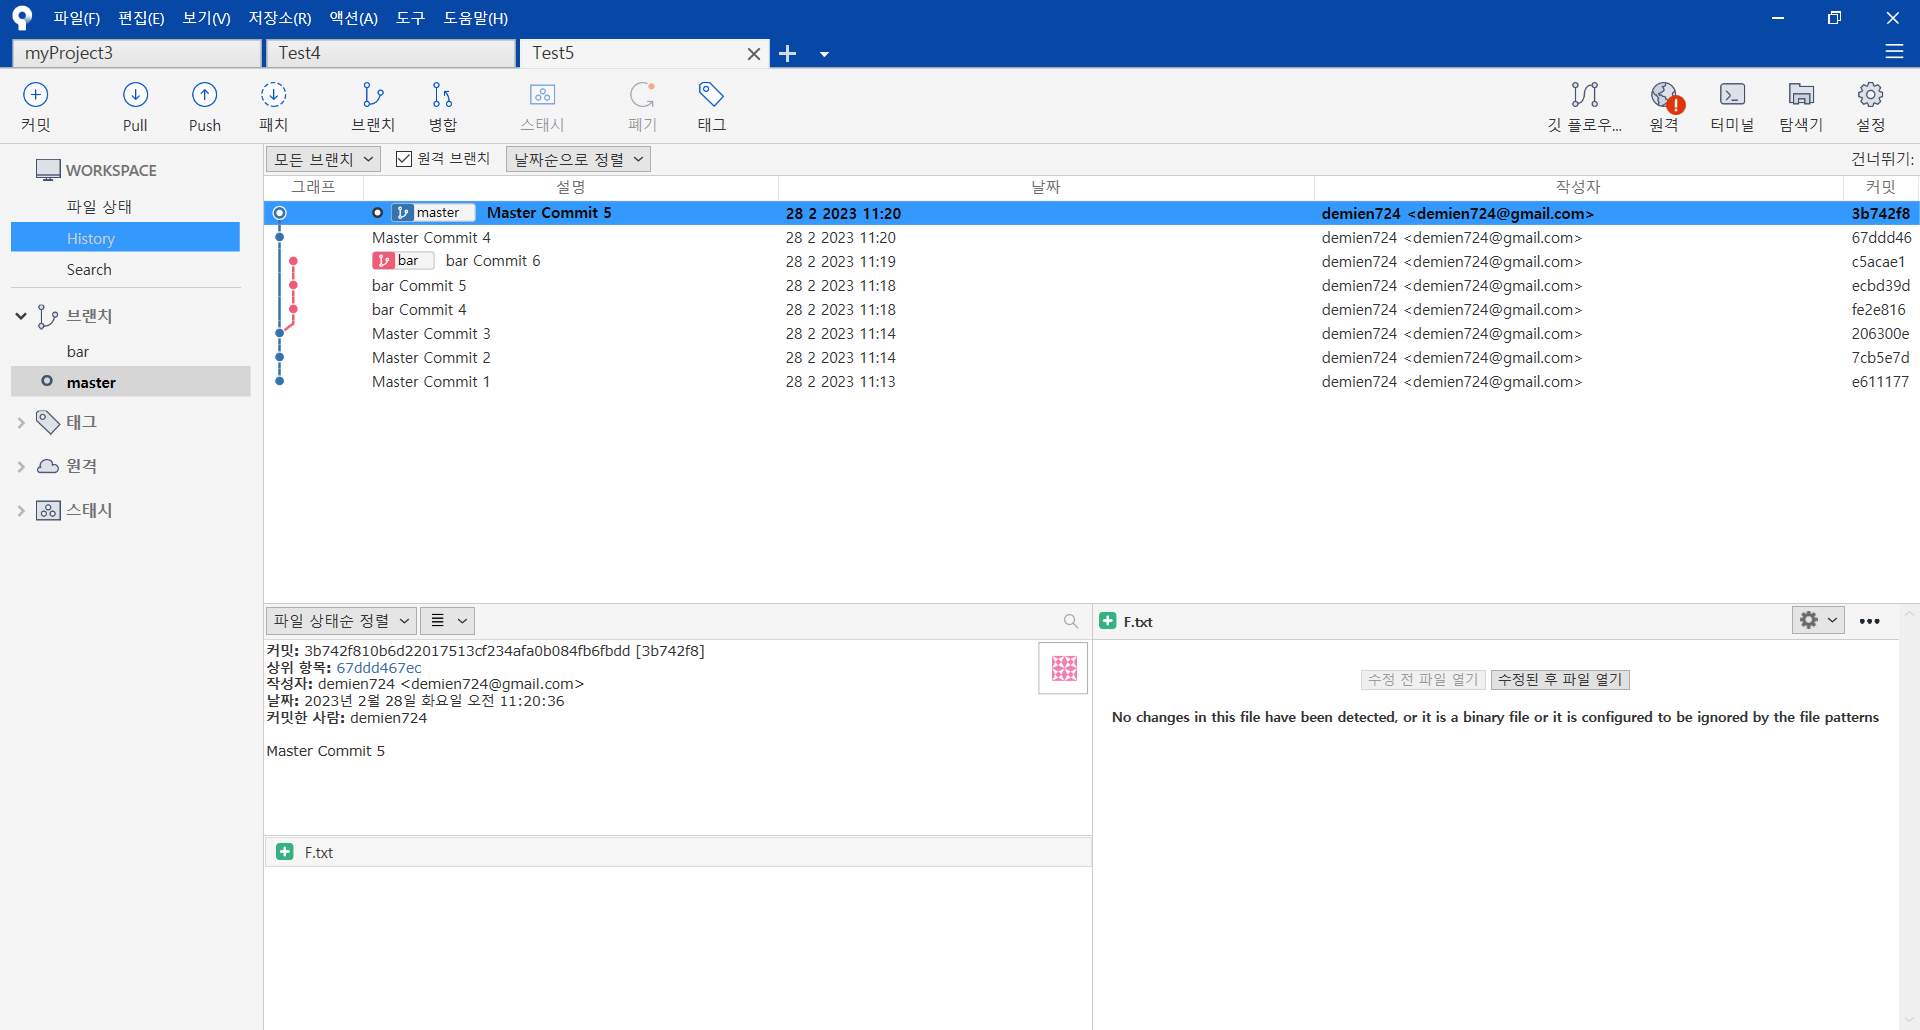 파일(F) 편집(E) 보기(V) 저장소(R) 액션(A) 도구 도움말(H)
myProject3 Test4 Test5
커밋 Pull Push 패치 브랜치 병합 스태시 폐기 태그 깃 플로우... 원격 터미널 탐색기 설정
WORKSPACE
파일 상태
History
Search
브랜치
bar
master
태그
원격
스태시
모든 브랜치 원격 브랜치 날짜순으로 정렬 건너뛰기:
그래프 설명 날짜 작성자 커밋
master Master Commit 5 28 2 2023 11:20 demien724 <demien724@gmail.com> 3b742f8
Master Commit 4 28 2 2023 11:20 demien724 <demien724@gmail.com> 67ddd46
bar bar Commit 6 28 2 2023 11:19 demien724 <demien724@gmail.com> c5acae1
bar Commit 5 28 2 2023 11:18 demien724 <demien724@gmail.com> ecbd39d
bar Commit 4 28 2 2023 11:18 demien724 <demien724@gmail.com> fe2e816
Master Commit 3 28 2 2023 11:14 demien724 <demien724@gmail.com> 206300e
Master Commit 2 28 2 2023 11:14 demien724 <demien724@gmail.com> 7cb5e7d
Master Commit 1 28 2 2023 11:13 demien724 <demien724@gmail.com> e611177
파일 상태순 정렬
커밋: 3b742f810b6d22017513cf234afa0b084fb6fbdd [3b742f8]
상위 항목: 67ddd467ec
작성자: demien724 <demien724@gmail.com>
날짜: 2023년 2월 28일 화요일 오전 11:20:36
커밋한 사람: demien724
Master Commit 5
F.txt
F.txt
수정 전 파일 열기 수정된 후 파일 열기
No changes in this file have been detected, or it is a binary file or it is configured to be ignored by the file patterns